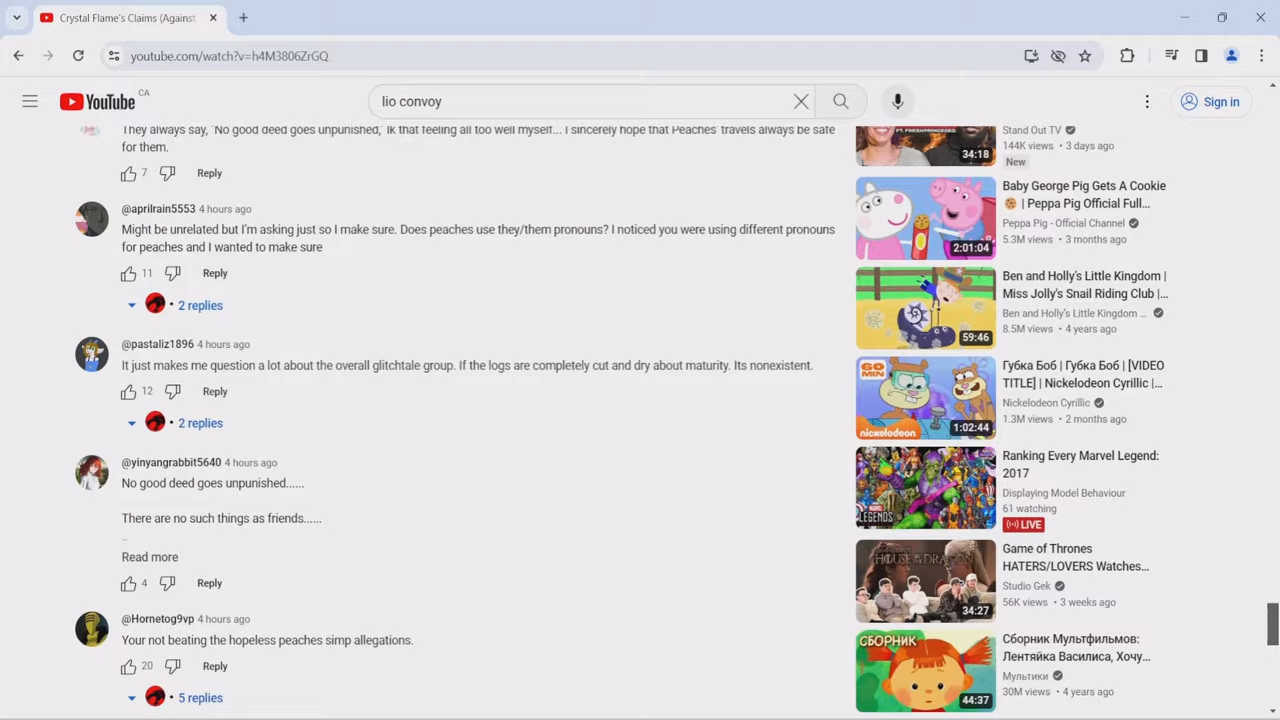 Crystal Flame's Claims (Against
youtube.com/watch?v=h4M3806ZrGQ
YouTube CA
lio convoy
Sign in
They always say, 'No good deed goes unpunished,' Ik that feeling all too well myself... I sincerely hope that Peaches' travels always be safe
for them.
7 Reply
@aprilrain5553 4 hours ago
Might be unrelated but I'm asking just so I make sure. Does peaches use they/them pronouns? I noticed you were using different pronouns
for peaches and I wanted to make sure
11 Reply
2 replies
@pastaliz1896 4 hours ago
It just makes me question a lot about the overall glitchtale group. If the logs are completely cut and dry about maturity. Its nonexistent.
12 Reply
2 replies
@yinyangrabbit5640 4 hours ago
No good deed goes unpunished......
There are no such things as friends......
...
Read more
4 Reply
@Hornetog9vp 4 hours ago
Your not beating the hopeless peaches simp allegations.
20 Reply
5 replies
FT. FRESHPRINCECEO
34:18
Stand Out TV
144K views • 3 days ago
New
2:01:04
Baby George Pig Gets A Cookie
🍪 | Peppa Pig Official Full...
Peppa Pig - Official Channel
5.3M views • 3 months ago
59:46
Ben and Holly's Little Kingdom |
Miss Jolly's Snail Riding Club |...
Ben and Holly's Little Kingdom ...
8.5M views • 4 years ago
60 MIN
nickelodeon
1:02:44
Губка Боб | Губка Боб | [VIDEO
TITLE] | Nickelodeon Cyrillic |...
Nickelodeon Cyrillic
1.3M views • 2 months ago
LEGENDS
Ranking Every Marvel Legend:
2017
Displaying Model Behaviour
61 watching
LIVE
HOUSE OF THE DRAGON
34:27
Game of Thrones
HATERS/LOVERS Watches...
Studio Gek
56K views • 3 weeks ago
СБОРНИК
44:37
Сборник Мультфильмов:
Лентяйка Василиса, Хочу...
Мультики
30M views • 4 years ago